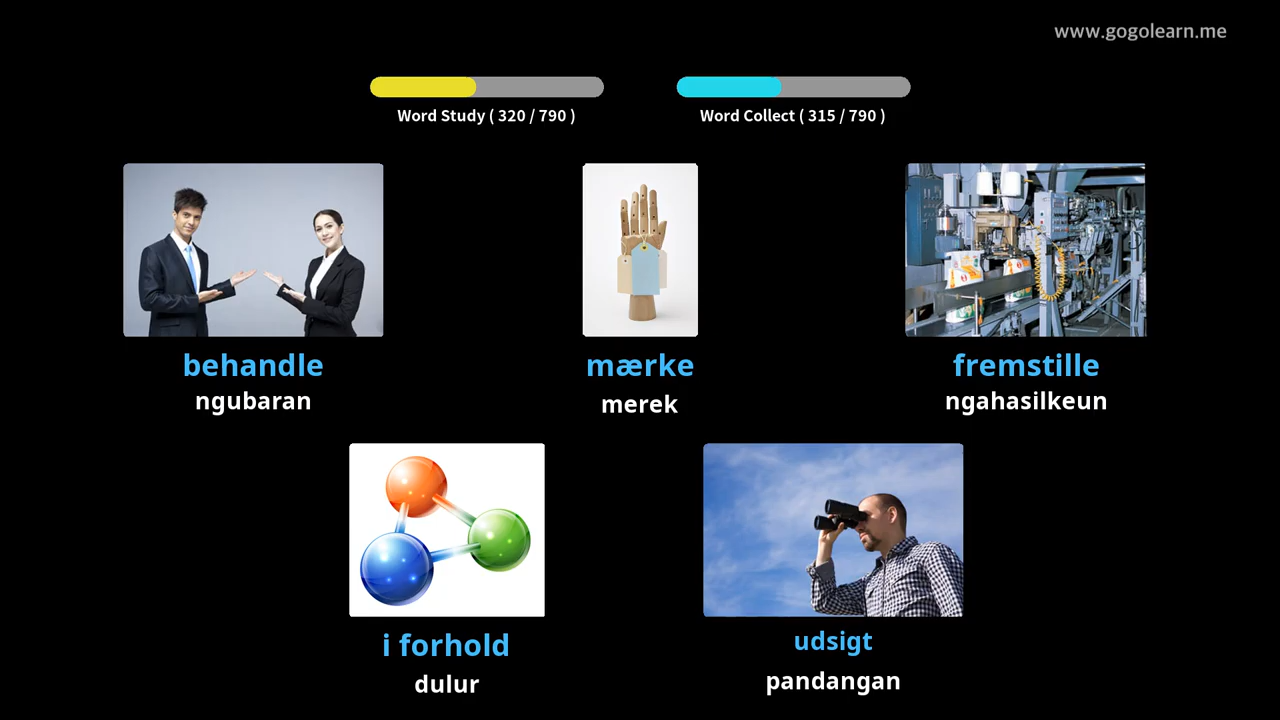 www.gogolearn.me
Word Study ( 320 / 790 )
Word Collect ( 315 / 790 )
behandle
ngubaran
mærke
merek
fremstille
ngahasilkeun
i forhold
dulur
udsigt
pandangan